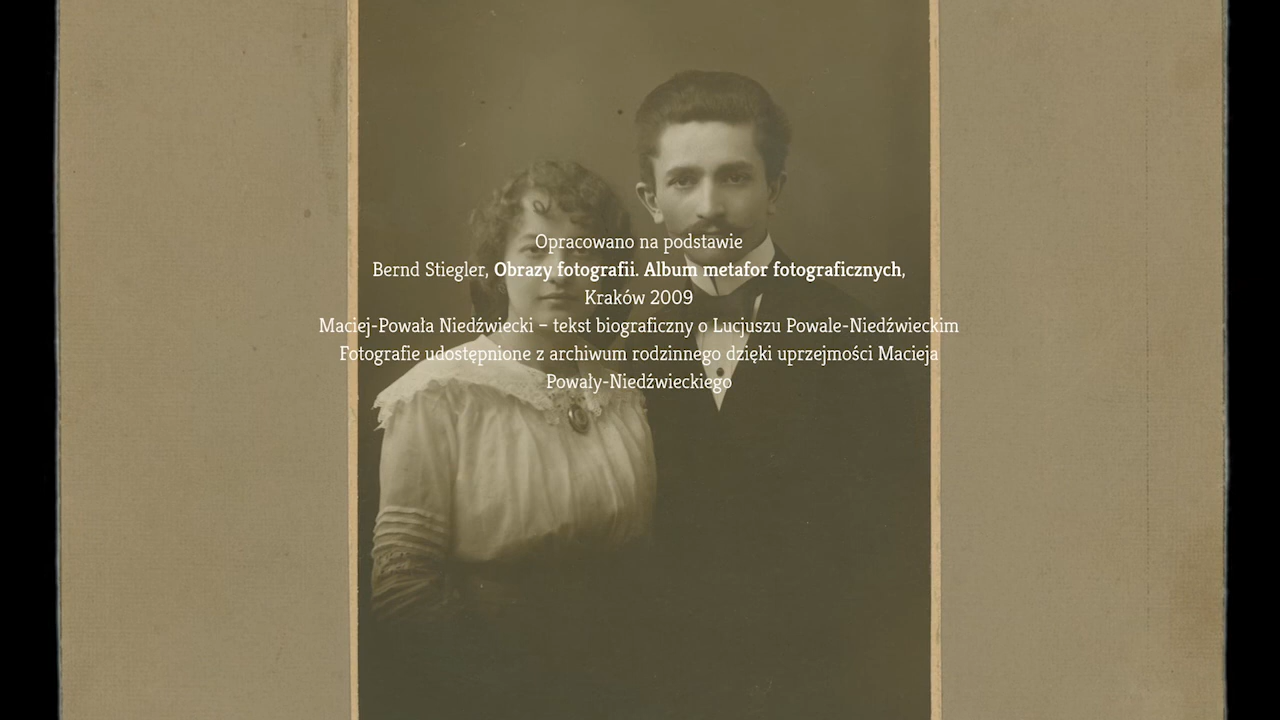 Opracowano na podstawie
Bernd Stiegler, Obrazy fotografii. Album metafor fotograficznych,
Kraków 2009
Maciej-Powała Niedźwiecki – tekst biograficzny o Lucjuszu Powale-Niedźwieckim
Fotografie udostępnione z archiwum rodzinnego dzięki uprzejmości Macieja
Powały-Niedźwieckiego